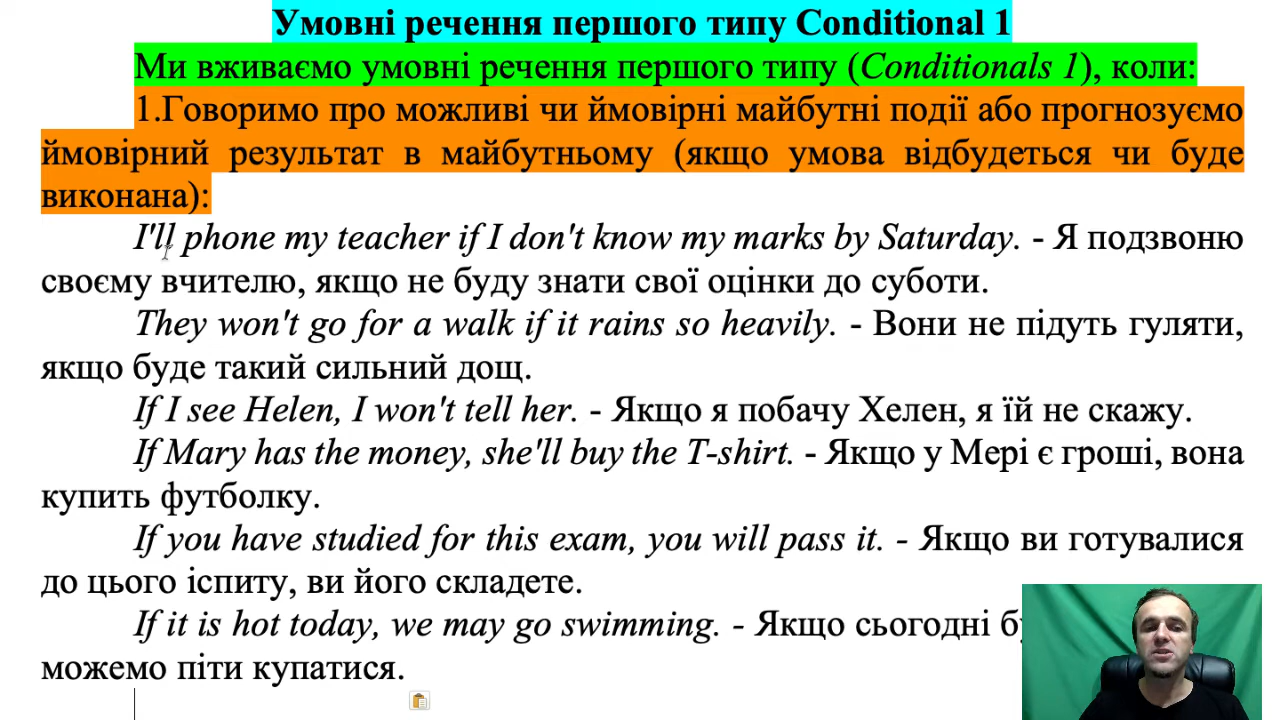 Умовні речення першого типу Conditional 1
Ми вживаємо умовні речення першого типу (Conditionals 1), коли:
1.Говоримо про можливі чи ймовірні майбутні події або прогнозуємо
ймовірний результат в майбутньому (якщо умова відбудеться чи буде
виконана):
I'll phone my teacher if I don't know my marks by Saturday. - Я подзвоню
своєму вчителю, якщо не буду знати свої оцінки до суботи.
They won't go for a walk if it rains so heavily. - Вони не підуть гуляти,
якщо буде такий сильний дощ.
If I see Helen, I won't tell her. - Якщо я побачу Хелен, я їй не скажу.
If Mary has the money, she'll buy the T-shirt. - Якщо у Мері є гроші, вона
купить футболку.
If you have studied for this exam, you will pass it. - Якщо ви готувалися
до цього іспиту, ви його складете.
If it is hot today, we may go swimming. - Якщо сьогодні
можемо піти купатися.